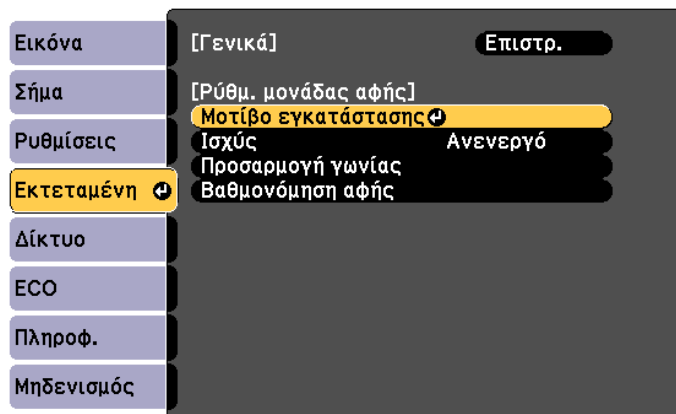 Εικόνα
Σήμα
Ρυθμίσεις
Εκτεταμένη
Δίκτυο
ECO
Πληροφ.
Μηδενισμός
[Γενικά] Επιστρ.
[Ρύθμ. μονάδας αφής]
Μοτίβο εγκατάστασης
Ισχύς Ανενεργό
Προσαρμογή γωνίας
Βαθμονόμηση αφής